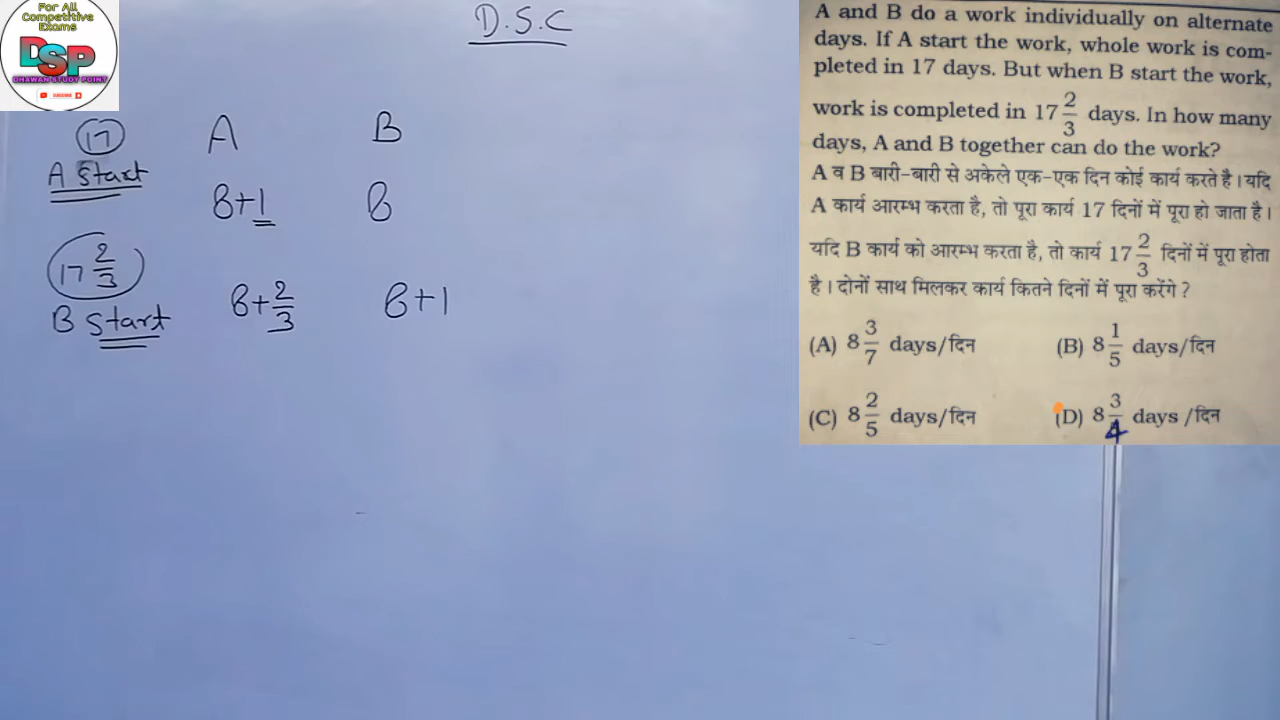 For All
Competitive
Exams
DSP
DHAWAN STUDY POINT
SUBSCRIBE
D.S.C
17 A B
A Start
8+1 8
17 2/3
B Start 8+2/3 8+1
A and B do a work individually on alternate
days. If A start the work, whole work is com-
pleted in 17 days. But when B start the work,
work is completed in 17 2/3 days. In how many
days, A and B together can do the work?
A व B बारी-बारी से अकेले एक-एक दिन कोई कार्य करते है। यदि
A कार्य आरम्भ करता है, तो पूरा कार्य 17 दिनों में पूरा हो जाता है।
यदि B कार्य को आरम्भ करता है, तो कार्य 17 2/3 दिनों में पूरा होता
है। दोनों साथ मिलकर कार्य कितने दिनों में पूरा करेंगे ?
(A) 8 3/7 days/दिन (B) 8 1/5 days/दिन
(C) 8 2/5 days/दिन (D) 8 3/4 days /दिन